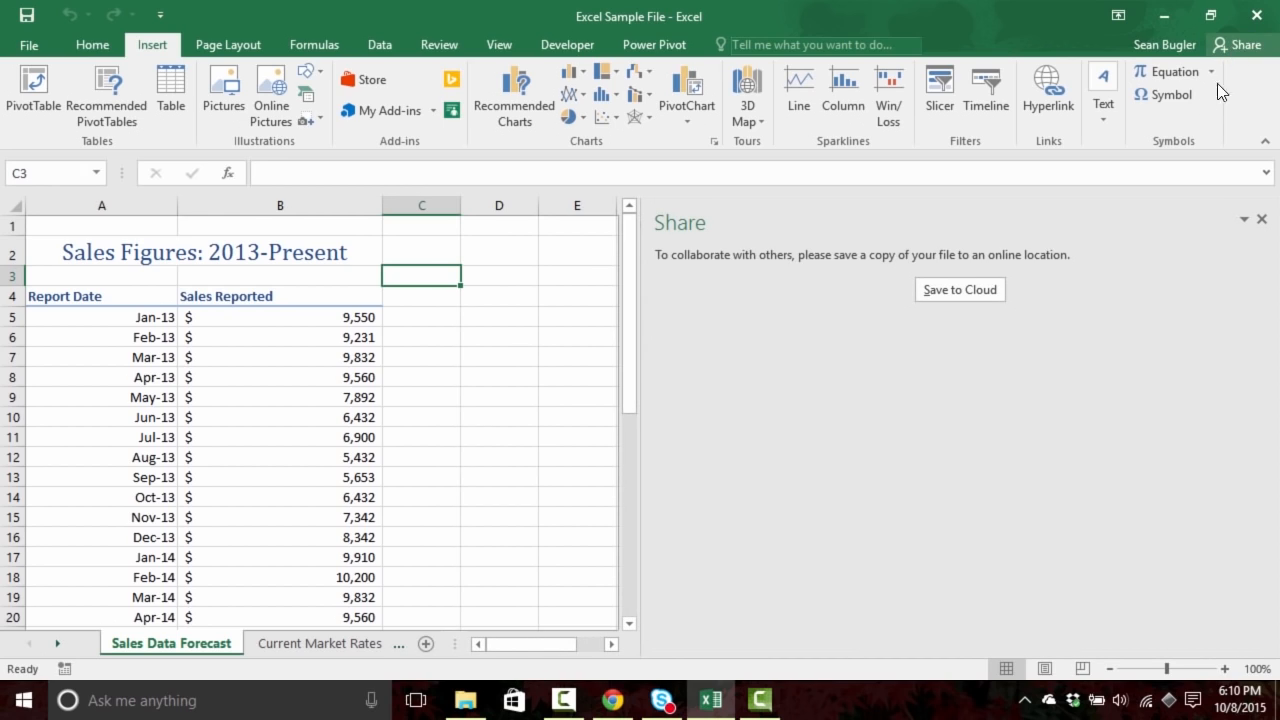 Excel Sample File - Excel
File Home Insert Page Layout Formulas Data Review View Developer Power Pivot Tell me what you want to do... Sean Bugler Share
PivotTable Recommended PivotTables Table
Tables
Pictures Online Pictures
Illustrations
Store
My Add-ins
Add-ins
Recommended Charts
PivotChart
Charts
3D Map
Tours
Line Column Win/Loss
Sparklines
Slicer Timeline
Filters
Hyperlink
Links
A
Text
π Equation
Ω Symbol
Symbols
C3 fx
A B C D E
1
2 Sales Figures: 2013-Present
3
4 Report Date Sales Reported
5 Jan-13 $ 9,550
6 Feb-13 $ 9,231
7 Mar-13 $ 9,832
8 Apr-13 $ 9,560
9 May-13 $ 7,892
10 Jun-13 $ 6,432
11 Jul-13 $ 6,900
12 Aug-13 $ 5,432
13 Sep-13 $ 5,653
14 Oct-13 $ 6,432
15 Nov-13 $ 7,342
16 Dec-13 $ 8,342
17 Jan-14 $ 9,910
18 Feb-14 $ 10,200
19 Mar-14 $ 9,832
20 Apr-14 $ 9,560
Share
To collaborate with others, please save a copy of your file to an online location.
Save to Cloud
Sales Data Forecast Current Market Rates ...
Ready 100%
Ask me anything
6:10 PM
10/8/2015